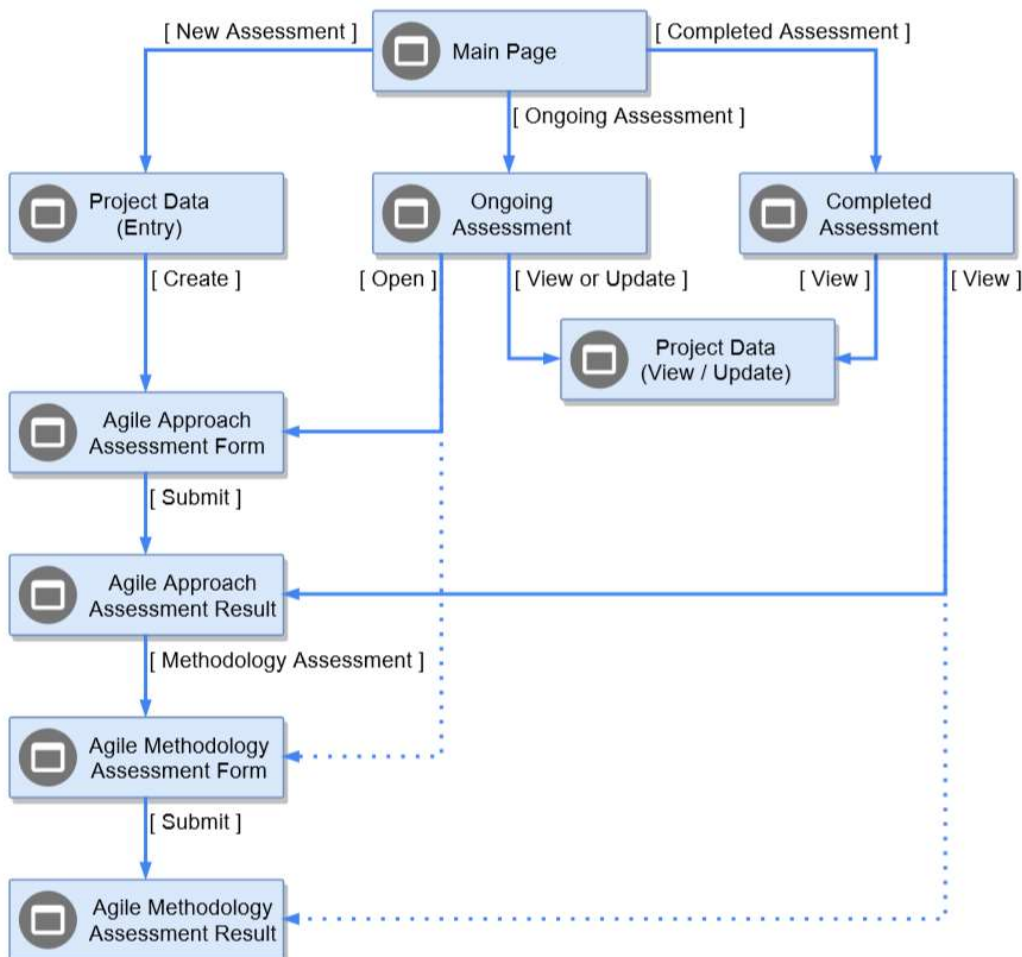 [ New Assessment ]
Main Page
[ Completed Assessment ]
[ Ongoing Assessment ]
Project Data
(Entry)
Ongoing
Assessment
Completed
Assessment
[ Create ]
[ Open ]
[ View or Update ]
[ View ]
[ View ]
Project Data
(View / Update)
Agile Approach
Assessment Form
[ Submit ]
Agile Approach
Assessment Result
[ Methodology Assessment ]
Agile Methodology
Assessment Form
[ Submit ]
Agile Methodology
Assessment Result